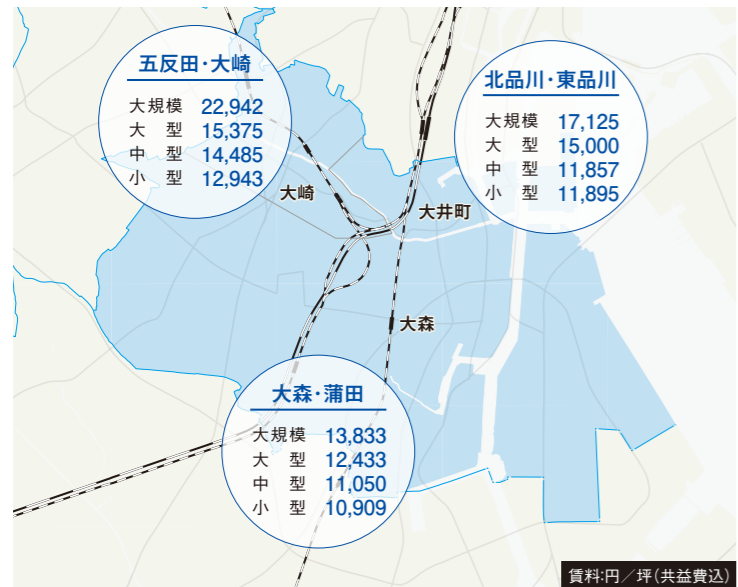 五反田・大崎
大規模 22,942
大 型 15,375
中 型 14,485
小 型 12,943
北品川・東品川
大規模 17,125
大 型 15,000
中 型 11,857
小 型 11,895
大崎
大井町
大森
大森・蒲田
大規模 13,833
大 型 12,433
中 型 11,050
小 型 10,909
賃料:円／坪(共益費込)